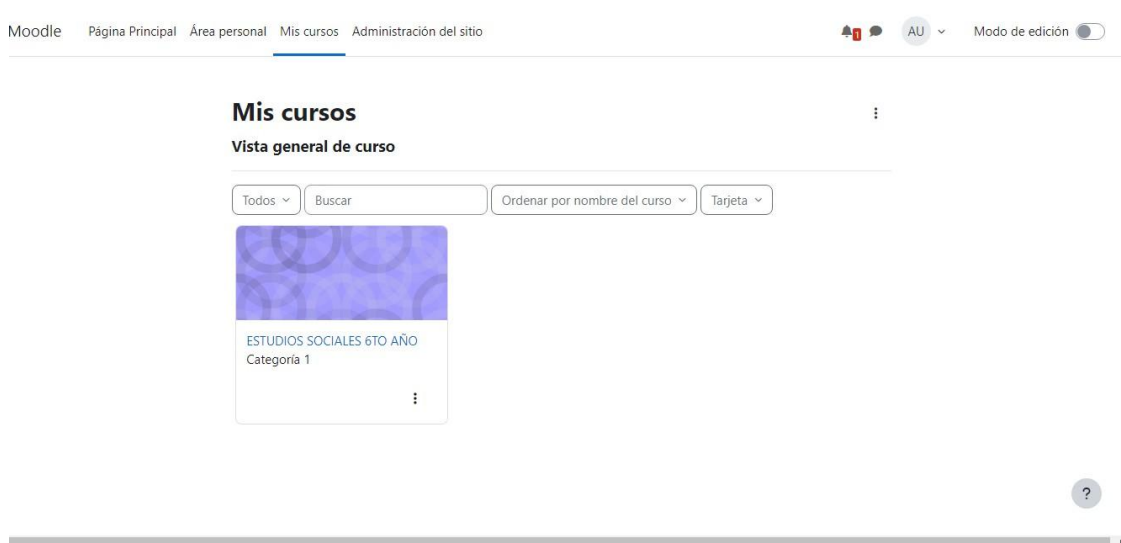 Moodle Página Principal Área personal Mis cursos Administración del sitio 1 AU Modo de edición
Mis cursos
Vista general de curso
Todos Buscar Ordenar por nombre del curso Tarjeta
ESTUDIOS SOCIALES 6TO AÑO
Categoría 1
?